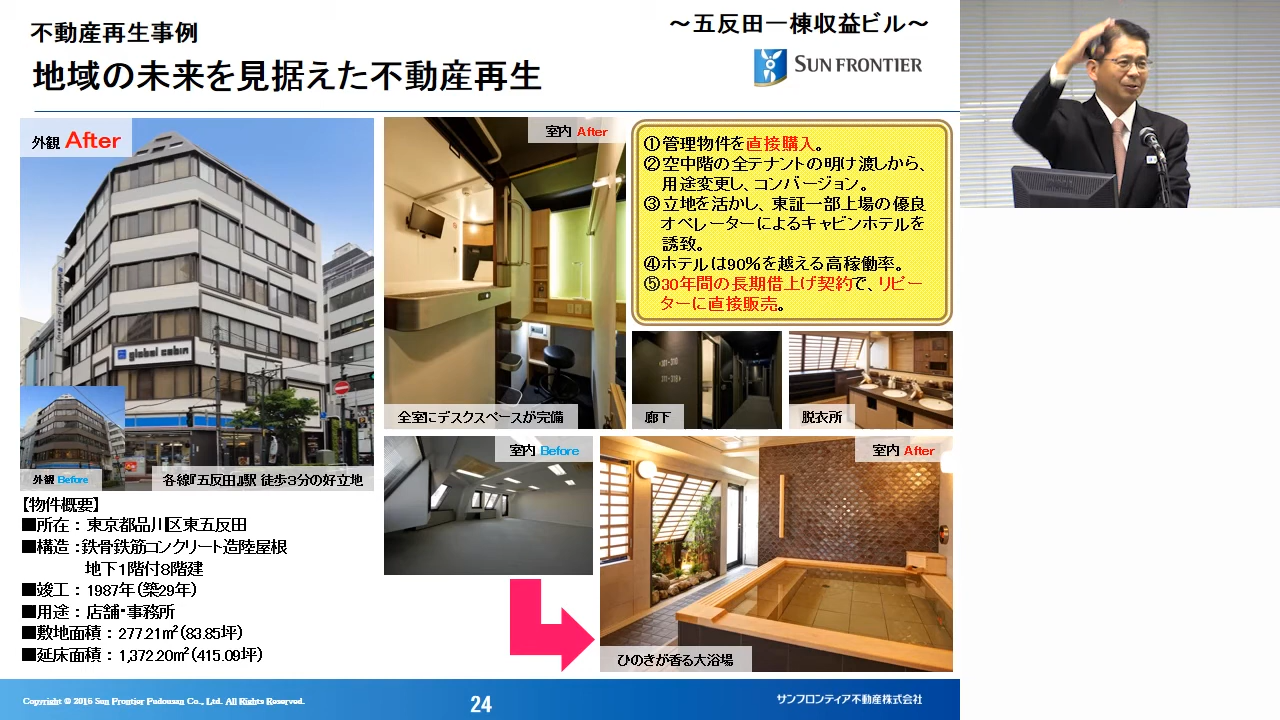 不動産再生事例
～五反田一棟収益ビル～
地域の未来を見据えた不動産再生
SUN FRONTIER
外観 After
global cabin
外観 Before
各線『五反田』駅 徒歩3分の好立地
室内 After
全室にデスクスペースが完備
①管理物件を直接購入。
②空中階の全テナントの明け渡しから、
用途変更し、コンバージョン。
③立地を活かし、東証一部上場の優良
オペレーターによるキャビンホテルを
誘致。
④ホテルは90％を越える高稼働率。
⑤30年間の長期借上げ契約で、リピー
ターに直接販売。
廊下
脱衣所
室内 Before
室内 After
ひのきが香る大浴場
【物件概要】
■所在：東京都品川区東五反田
■構造：鉄骨鉄筋コンクリート造陸屋根
地下1階付8階建
■竣工：1987年（築29年）
■用途：店舗・事務所
■敷地面積：277.21㎡（83.85坪）
■延床面積：1,372.20㎡（415.09坪）
Copyright © 2016 Sun Frontier Fudousan Co., Ltd. All Rights Reserved.
24
サンフロンティア不動産株式会社